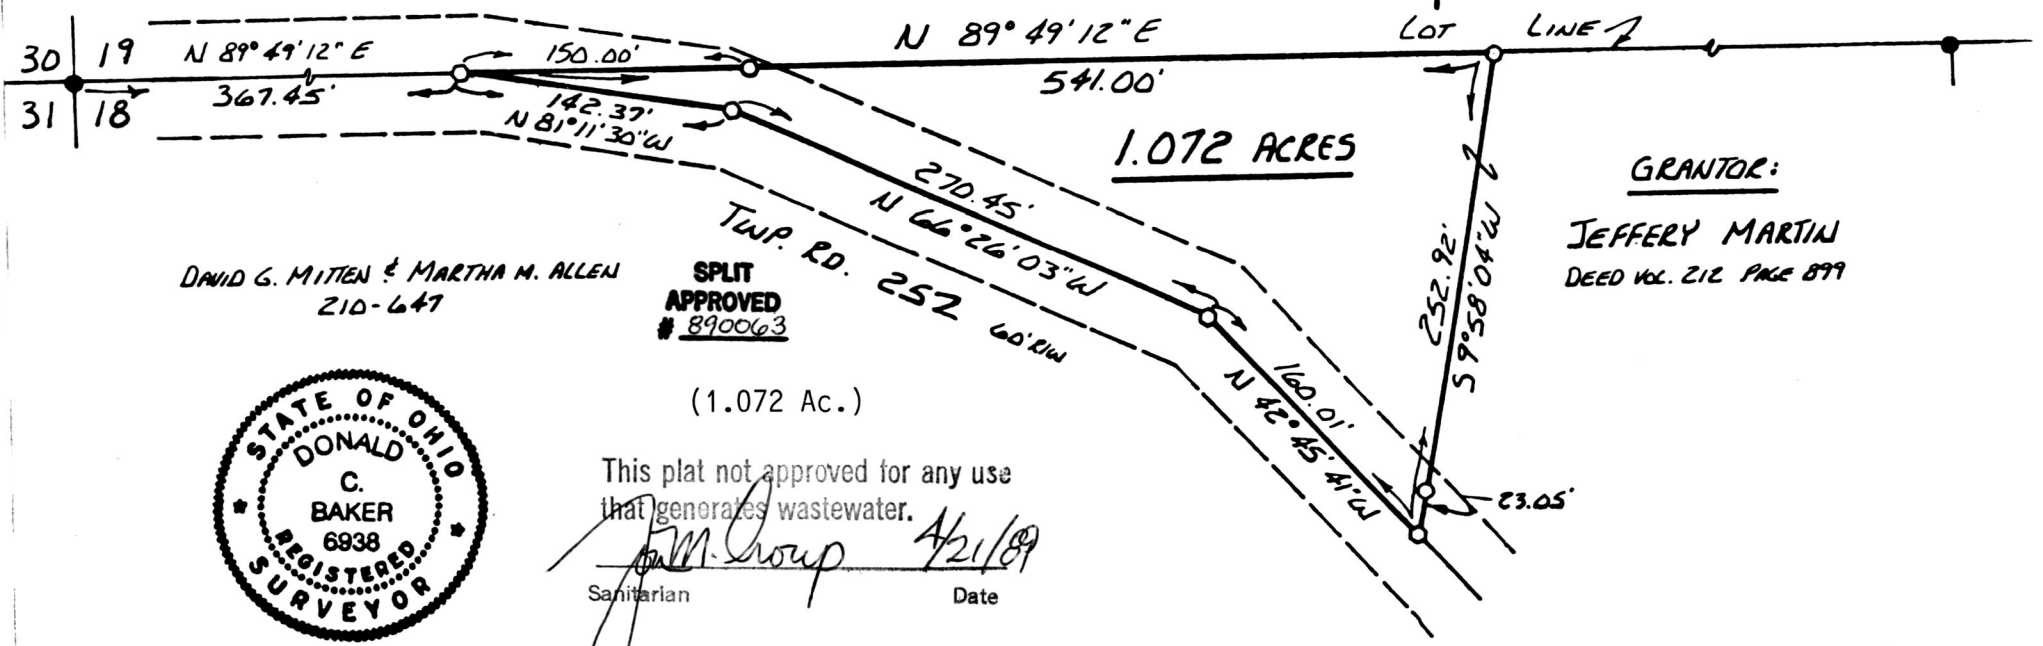 30 19
31 18
N 89° 49' 12" E
367.45'
150.00'
N 89° 49' 12" E
541.00'
LOT LINE
142.37'
N 81° 11' 30" W
1.072 ACRES
GRANTOR:
JEFFERY MARTIN
DEED VOL. 212 PAGE 899
270.45'
N 66° 26' 03" W
252.92'
S 9° 58' 04" W
TWP. RD. 252 60' R/W
DAVID G. MITTEN & MARTHA M. ALLEN
210-647
SPLIT
APPROVED
# 890063
160.01'
N 42° 45' 41" W
23.05'
(1.072 Ac.)
STATE OF OHIO
DONALD
C.
BAKER
6938
REGISTERED
SURVEYOR
This plat not approved for any use
that generates wastewater.
4/21/89
Sanitarian Date